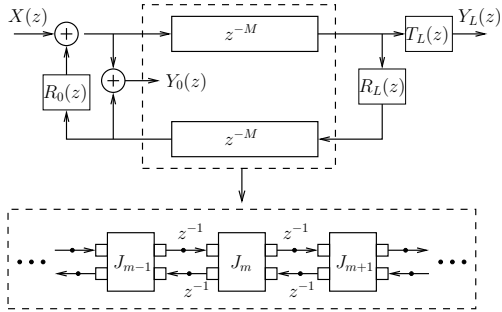 X(z)
+
z^{-M}
T_L(z)
Y_L(z)
R_0(z)
+
Y_0(z)
R_L(z)
z^{-M}
z^{-1}
z^{-1}
J_{m-1}
J_m
J_{m+1}
z^{-1}
z^{-1}